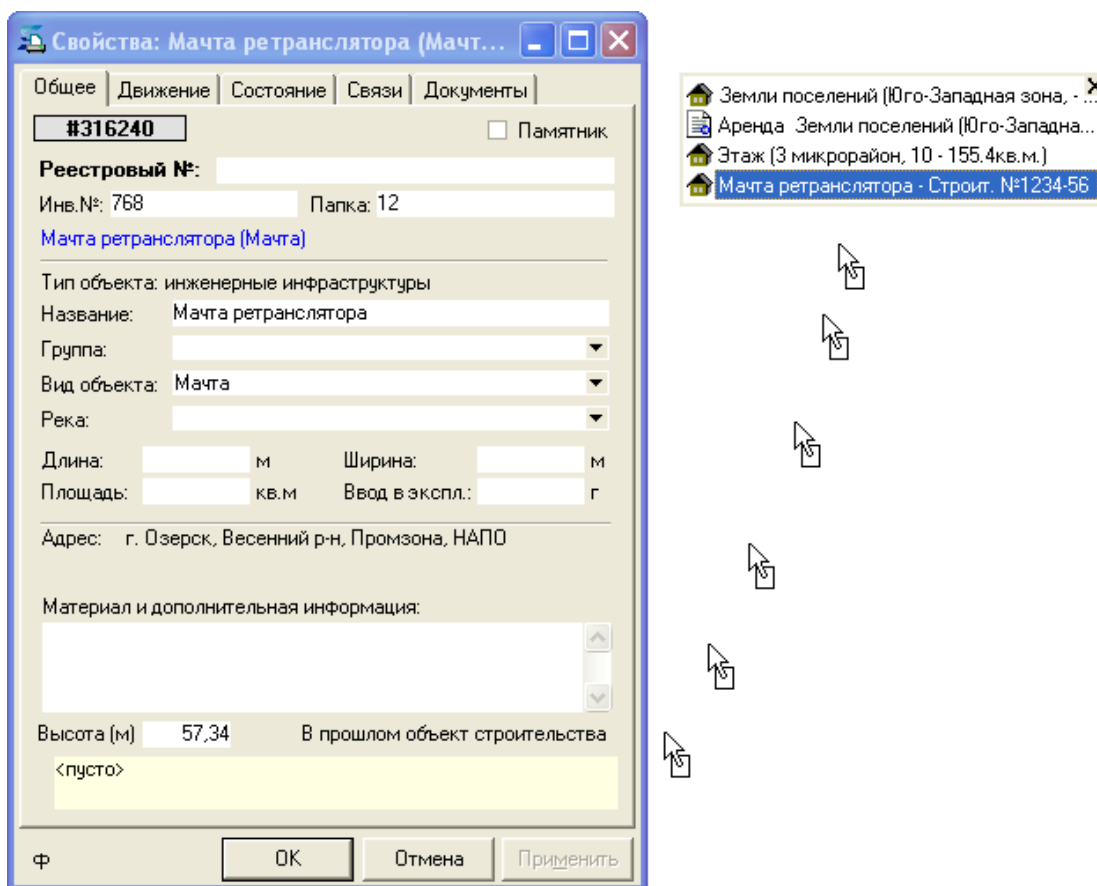 Свойства: Мачта ретранслятора (Мачт...
Общее Движение Состояние Связи Документы
#316240 Памятник
Реестровый №:
Инв.№: 768 Папка: 12
Мачта ретранслятора (Мачта)
Тип объекта: инженерные инфраструктуры
Название: Мачта ретранслятора
Группа:
Вид объекта: Мачта
Река:
Длина: м Ширина: м
Площадь: кв.м Ввод в экспл.: г
Адрес: г. Озерск, Весенний р-н, Промзона, НАПО
Материал и дополнительная информация:
Высота (м) 57,34 В прошлом объект строительства
<пусто>
ф OK Отмена Применить
Земли поселений (Юго-Западная зона, - ...
Аренда Земли поселений (Юго-Западна...
Этаж (3 микрорайон, 10 - 155.4кв.м.)
Мачта ретранслятора - Строит. №1234-56